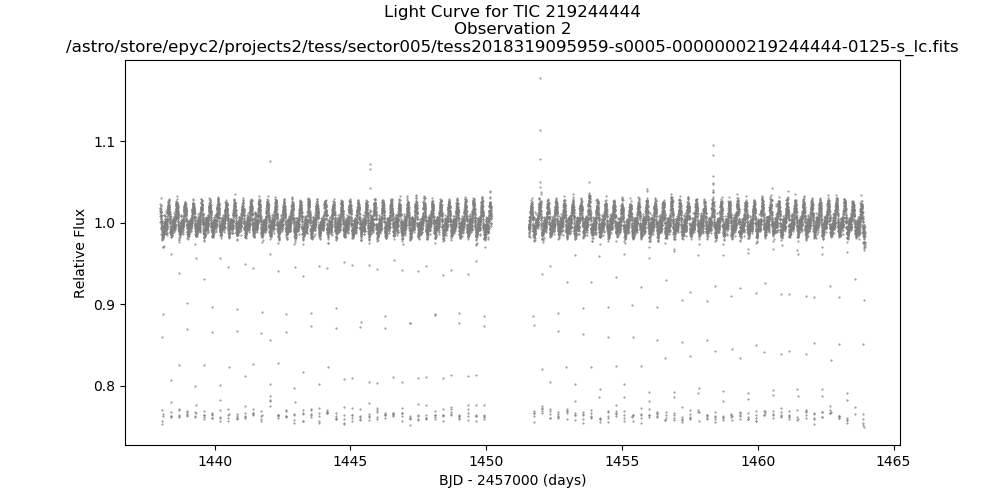 Light Curve for TIC 219244444
Observation 2
/astro/store/epyc2/projects2/tess/sector005/tess2018319095959-s0005-0000000219244444-0125-s_lc.fits
1.1
1.0
0.9
0.8
Relative Flux
1440
1445
1450
1455
1460
1465
BJD - 2457000 (days)